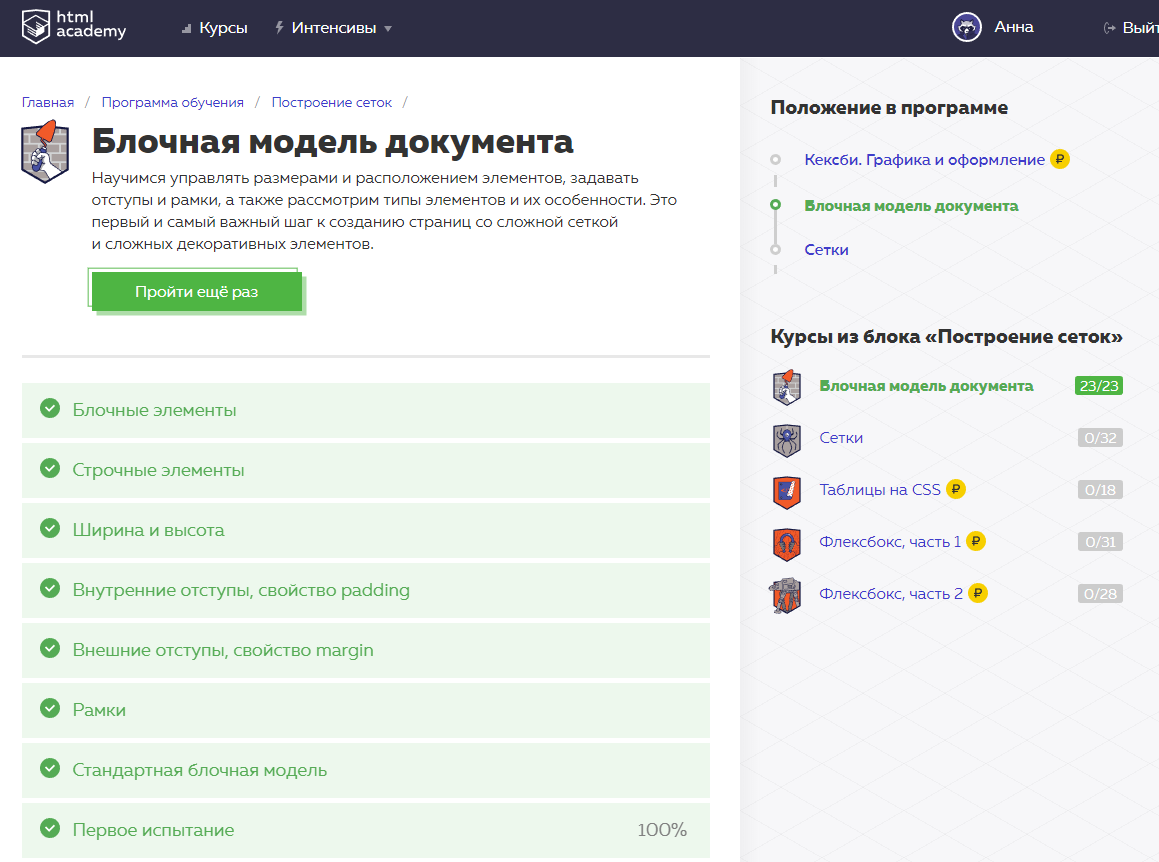 html
academy
Курсы
Интенсивы
Анна
Главная / Программа обучения / Построение сеток /
Блочная модель документа
Научимся управлять размерами и расположением элементов, задавать
отступы и рамки, а также рассмотрим типы элементов и их особенности. Это
первый и самый важный шаг к созданию страниц со сложной сеткой
и сложных декоративных элементов.
Пройти ещё раз
Блочные элементы
Строчные элементы
Ширина и высота
Внутренние отступы, свойство padding
Внешние отступы, свойство margin
Рамки
Стандартная блочная модель
Первое испытание 100%
Положение в программе
Кексби. Графика и оформление ₽
Блочная модель документа
Сетки
Курсы из блока «Построение сеток»
Блочная модель документа 23/23
Сетки 0/32
Таблицы на CSS ₽ 0/18
Флексбокс, часть 1 ₽ 0/31
Флексбокс, часть 2 ₽ 0/28